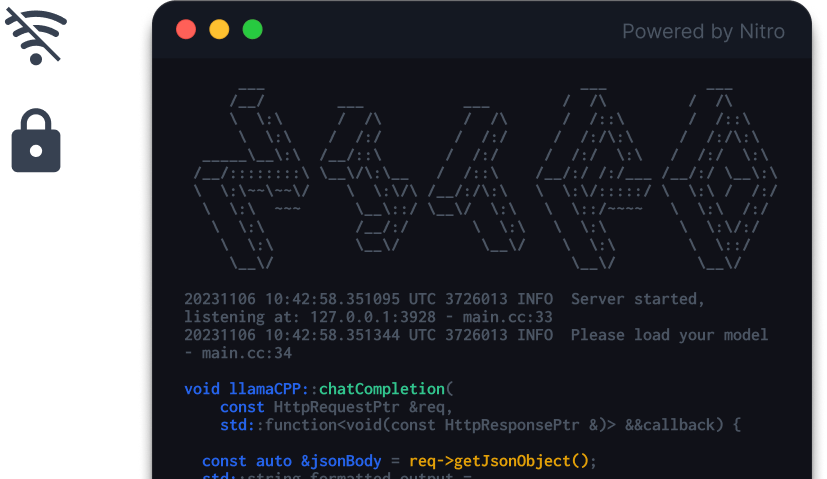 Powered by Nitro
20231106 10:42:58.351095 UTC 3726013 INFO  Server started,
listening at: 127.0.0.1:3928 - main.cc:33
20231106 10:42:58.351344 UTC 3726013 INFO  Please load your model
- main.cc:34
void llamaCPP::chatCompletion(
const HttpRequestPtr &req,
std::function<void(const HttpResponsePtr &)> &&callback) {
const auto &jsonBody = req->getJsonObject();
std::string formatted_output =